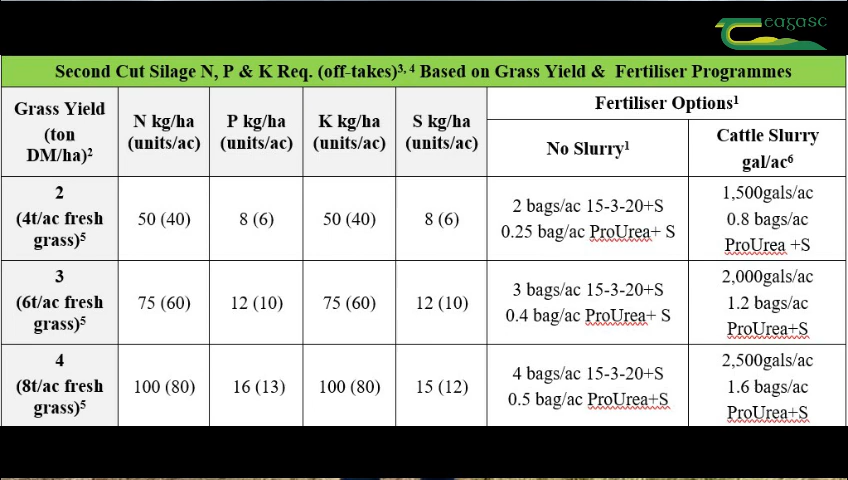 eagasc
Second Cut Silage N, P & K Req. (off-takes)³,⁴ Based on Grass Yield & Fertiliser Programmes
Grass Yield
(ton
DM/ha)²
N kg/ha
(units/ac)
P kg/ha
(units/ac)
K kg/ha
(units/ac)
S kg/ha
(units/ac)
Fertiliser Options¹
No Slurry¹
Cattle Slurry
gal/ac⁶
2
(4t/ac fresh
grass)⁵
50 (40)
8 (6)
50 (40)
8 (6)
2 bags/ac 15-3-20+S
0.25 bag/ac ProUrea+ S
1,500gals/ac
0.8 bags/ac
ProUrea +S
3
(6t/ac fresh
grass)⁵
75 (60)
12 (10)
75 (60)
12 (10)
3 bags/ac 15-3-20+S
0.4 bag/ac ProUrea+ S
2,000gals/ac
1.2 bags/ac
ProUrea+S
4
(8t/ac fresh
grass)⁵
100 (80)
16 (13)
100 (80)
15 (12)
4 bags/ac 15-3-20+S
0.5 bag/ac ProUrea+S
2,500gals/ac
1.6 bags/ac
ProUrea+S